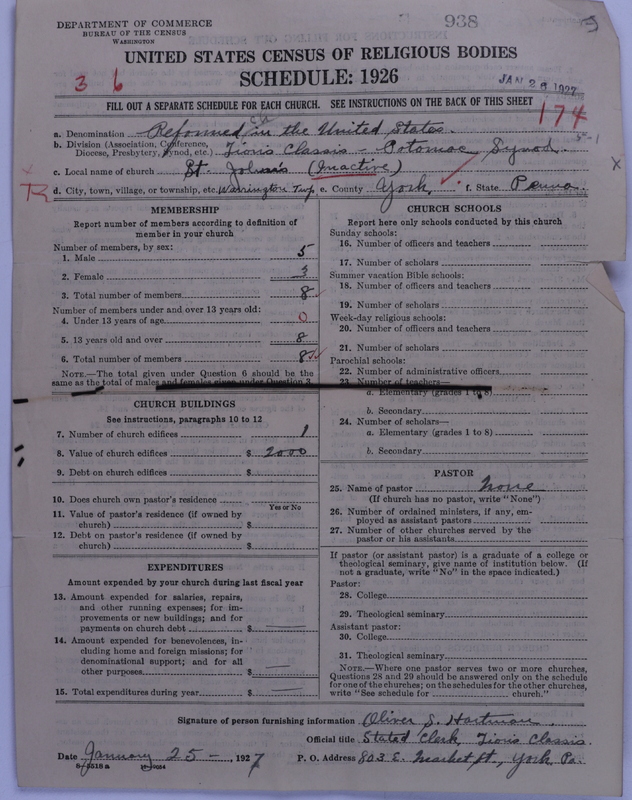 DEPARTMENT OF COMMERCE
BUREAU OF THE CENSUS
WASHINGTON
938
UNITED STATES CENSUS OF RELIGIOUS BODIES
SCHEDULE: 1926
3 6
JAN 29 1927
FILL OUT A SEPARATE SCHEDULE FOR EACH CHURCH. SEE INSTRUCTIONS ON THE BACK OF THIS SHEET
174
a. Denomination Reformed ch in the United States.
b. Division (Association, Conference, Diocese, Presbytery, Synod, etc.) Zion's Classis - Potomac Synod.
c. Local name of church St. John's (Inactive)
d. City, town, village, or township, etc. Warrington Twp. e. County York f. State Penna.
MEMBERSHIP
Report number of members according to definition of
member in your church
Number of members, by sex:
1. Male 5
2. Female 3
3. Total number of members 8
Number of members under and over 13 years old:
4. Under 13 years of age 0
5. 13 years old and over 8
6. Total number of members 8
NOTE.—The total given under Question 6 should be the
same as the total of males and females given under Question 3.
CHURCH BUILDINGS
See instructions, paragraphs 10 to 12
7. Number of church edifices 1
8. Value of church edifices $ 2000
9. Debt on church edifices $
10. Does church own pastor's residence
Yes or No
11. Value of pastor's residence (if owned by
church) $
12. Debt on pastor's residence (if owned by
church) $
EXPENDITURES
Amount expended by your church during last fiscal year
13. Amount expended for salaries, repairs,
and other running expenses; for im-
provements or new buildings; and for
payments on church debt $
14. Amount expended for benevolences, in-
cluding home and foreign missions; for
denominational support; and for all
other purposes $
15. Total expenditures during year $
CHURCH SCHOOLS
Report here only schools conducted by this church
Sunday schools:
16. Number of officers and teachers
17. Number of scholars
Summer vacation Bible schools:
18. Number of officers and teachers
19. Number of scholars
Week-day religious schools:
20. Number of officers and teachers
21. Number of scholars
Parochial schools:
22. Number of administrative officers
23. Number of teachers—
a. Elementary (grades 1 to 8)
b. Secondary
24. Number of scholars—
a. Elementary (grades 1 to 8)
b. Secondary
PASTOR
25. Name of pastor None
(If church has no pastor, write "None")
26. Number of ordained ministers, if any, em-
ployed as assistant pastors
27. Number of other churches served by the
pastor or his assistants
If pastor (or assistant pastor) is a graduate of a college or
theological seminary, give name of institution below. (If
not a graduate, write "No" in the space indicated.)
Pastor:
28. College
29. Theological seminary
Assistant pastor:
30. College
31. Theological seminary
NOTE.—Where one pastor serves two or more churches,
Questions 28 and 29 should be answered only on the schedule
for one of the churches; on the schedules for the other churches,
write "See schedule for church."
Signature of person furnishing information Oliver S. Hartman
Official title Stated Clerk, Zion's Classis.
Date January 25 - , 1927 P. O. Address 803 E. Market St., York Pa.
8-5518 a